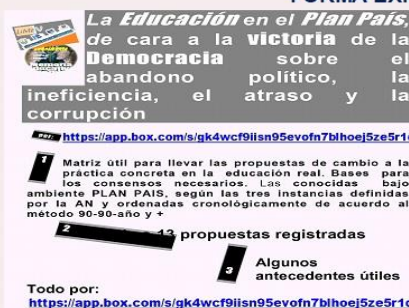 La Educación en el Plan País,
de cara a la victoria de la
Democracia sobre el
abandono político, la
ineficiencia, el atraso y la
corrupción
por: https://app.box.com/s/gk4wcf9iisn95evofn7blhoej5ze5r1
1 Matriz útil para llevar las propuestas de cambio a la
práctica concreta en la educación real. Bases para
los consensos necesarios. Las conocidas bajo
ambiente PLAN PAIS, según las tres instancias definidas
por la AN y ordenadas cronológicamente de acuerdo al
método 90-90-año y +
2 13 propuestas registradas
3 Algunos
antecedentes útiles
Todo por:
https://app.box.com/s/gk4wcf9iisn95evofn7blhoej5ze5r1